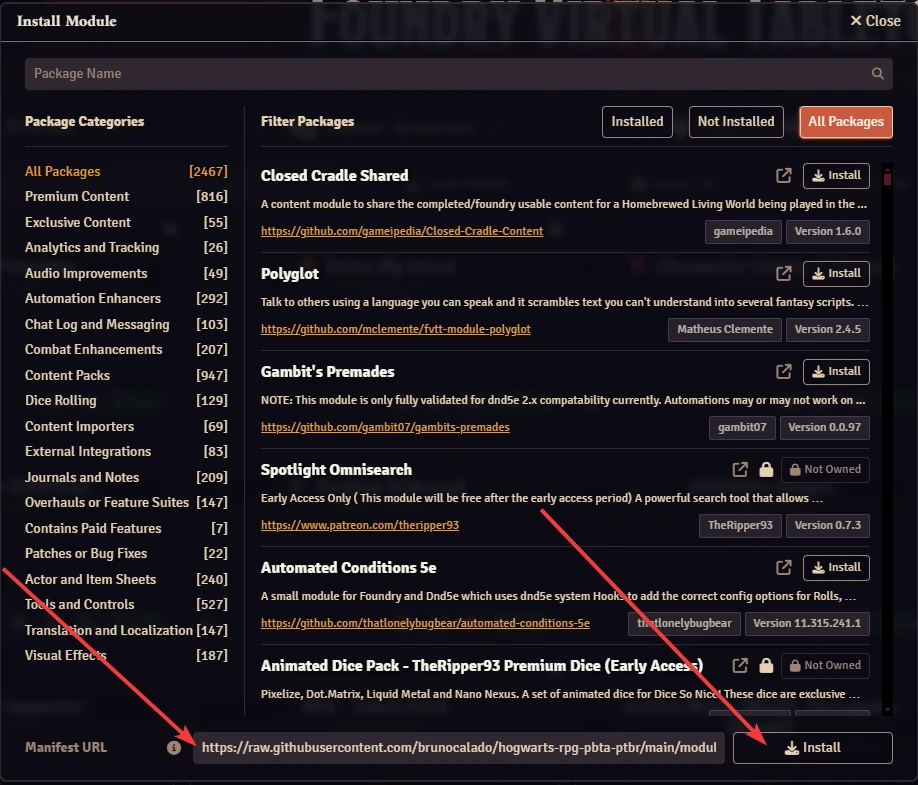 Install Module
Close
Package Name
Package Categories
Filter Packages
Installed
Not Installed
All Packages
All Packages [2467]
Premium Content [816]
Exclusive Content [55]
Analytics and Tracking [26]
Audio Improvements [49]
Automation Enhancers [292]
Chat Log and Messaging [103]
Combat Enhancements [207]
Content Packs [947]
Dice Rolling [129]
Content Importers [69]
External Integrations [83]
Journals and Notes [209]
Overhauls or Feature Suites [147]
Contains Paid Features [7]
Patches or Bug Fixes [22]
Actor and Item Sheets [240]
Tools and Controls [527]
Translation and Localization [147]
Visual Effects [187]
Closed Cradle Shared
Install
A content module to share the completed/foundry usable content for a Homebrewed Living World being played in the ...
https://github.com/gameipedia/Closed-Cradle-Content
gameipedia
Version 1.6.0
Polyglot
Install
Talk to others using a language you can speak and it scrambles text you can't understand into several fantasy scripts. ...
https://github.com/mclemente/fvtt-module-polyglot
Matheus Clemente
Version 2.4.5
Gambit's Premades
Install
NOTE: This module is only fully validated for dnd5e 2.x compatability currently. Automations may or may not work on ...
https://github.com/gambit07/gambits-premades
gambit07
Version 0.0.97
Spotlight Omnisearch
Not Owned
Early Access Only ( This module will be free after the early access period) A powerful search tool that allows ...
https://www.patreon.com/theripper93
TheRipper93
Version 0.7.3
Automated Conditions 5e
Install
A small module for Foundry and Dnd5e which uses dnd5e system Hooks to add the correct config options for Rolls, ...
https://github.com/thatlonelybugbear/automated-conditions-5e
thatlonelybugbear
Version 11.315.241.1
Animated Dice Pack - TheRipper93 Premium Dice (Early Access)
Not Owned
Pixelize, Dot.Matrix, Liquid Metal and Nano Nexus. A set of animated dice for Dice So Nice! These dice are exclusive ...
Manifest URL
https://raw.githubusercontent.com/brunocalado/hogwarts-rpg-pbta-ptbr/main/modul
Install